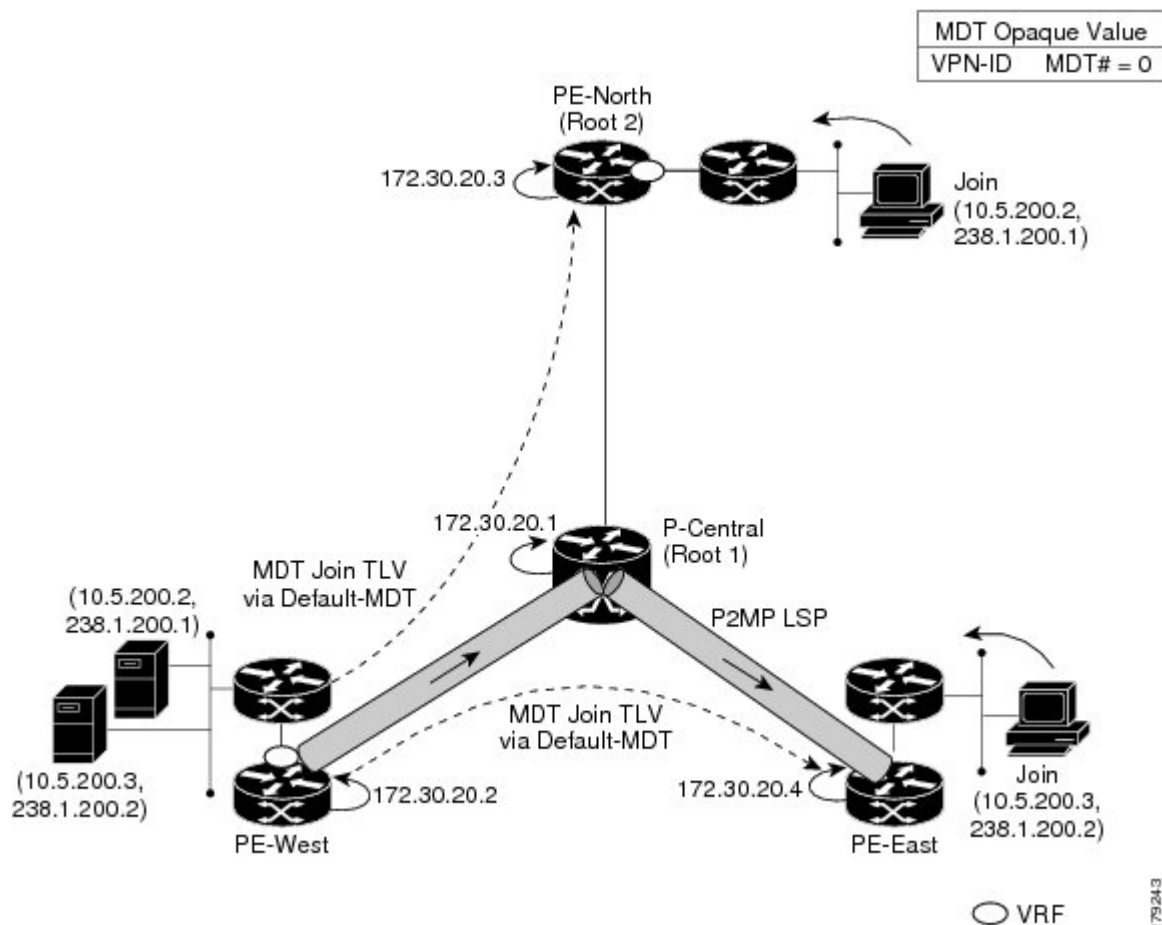 MDT Opaque Value
VPN-ID MDT# = 0
PE-North
(Root 2)
172.30.20.3
Join
(10.5.200.2,
238.1.200.1)
172.30.20.1
P-Central
(Root 1)
MDT Join TLV
via Default-MDT
(10.5.200.2,
238.1.200.1)
P2MP LSP
MDT Join TLV
via Default-MDT
(10.5.200.3,
238.1.200.2)
172.30.20.2
PE-West
172.30.20.4
PE-East
Join
(10.5.200.3,
238.1.200.2)
VRF
179243